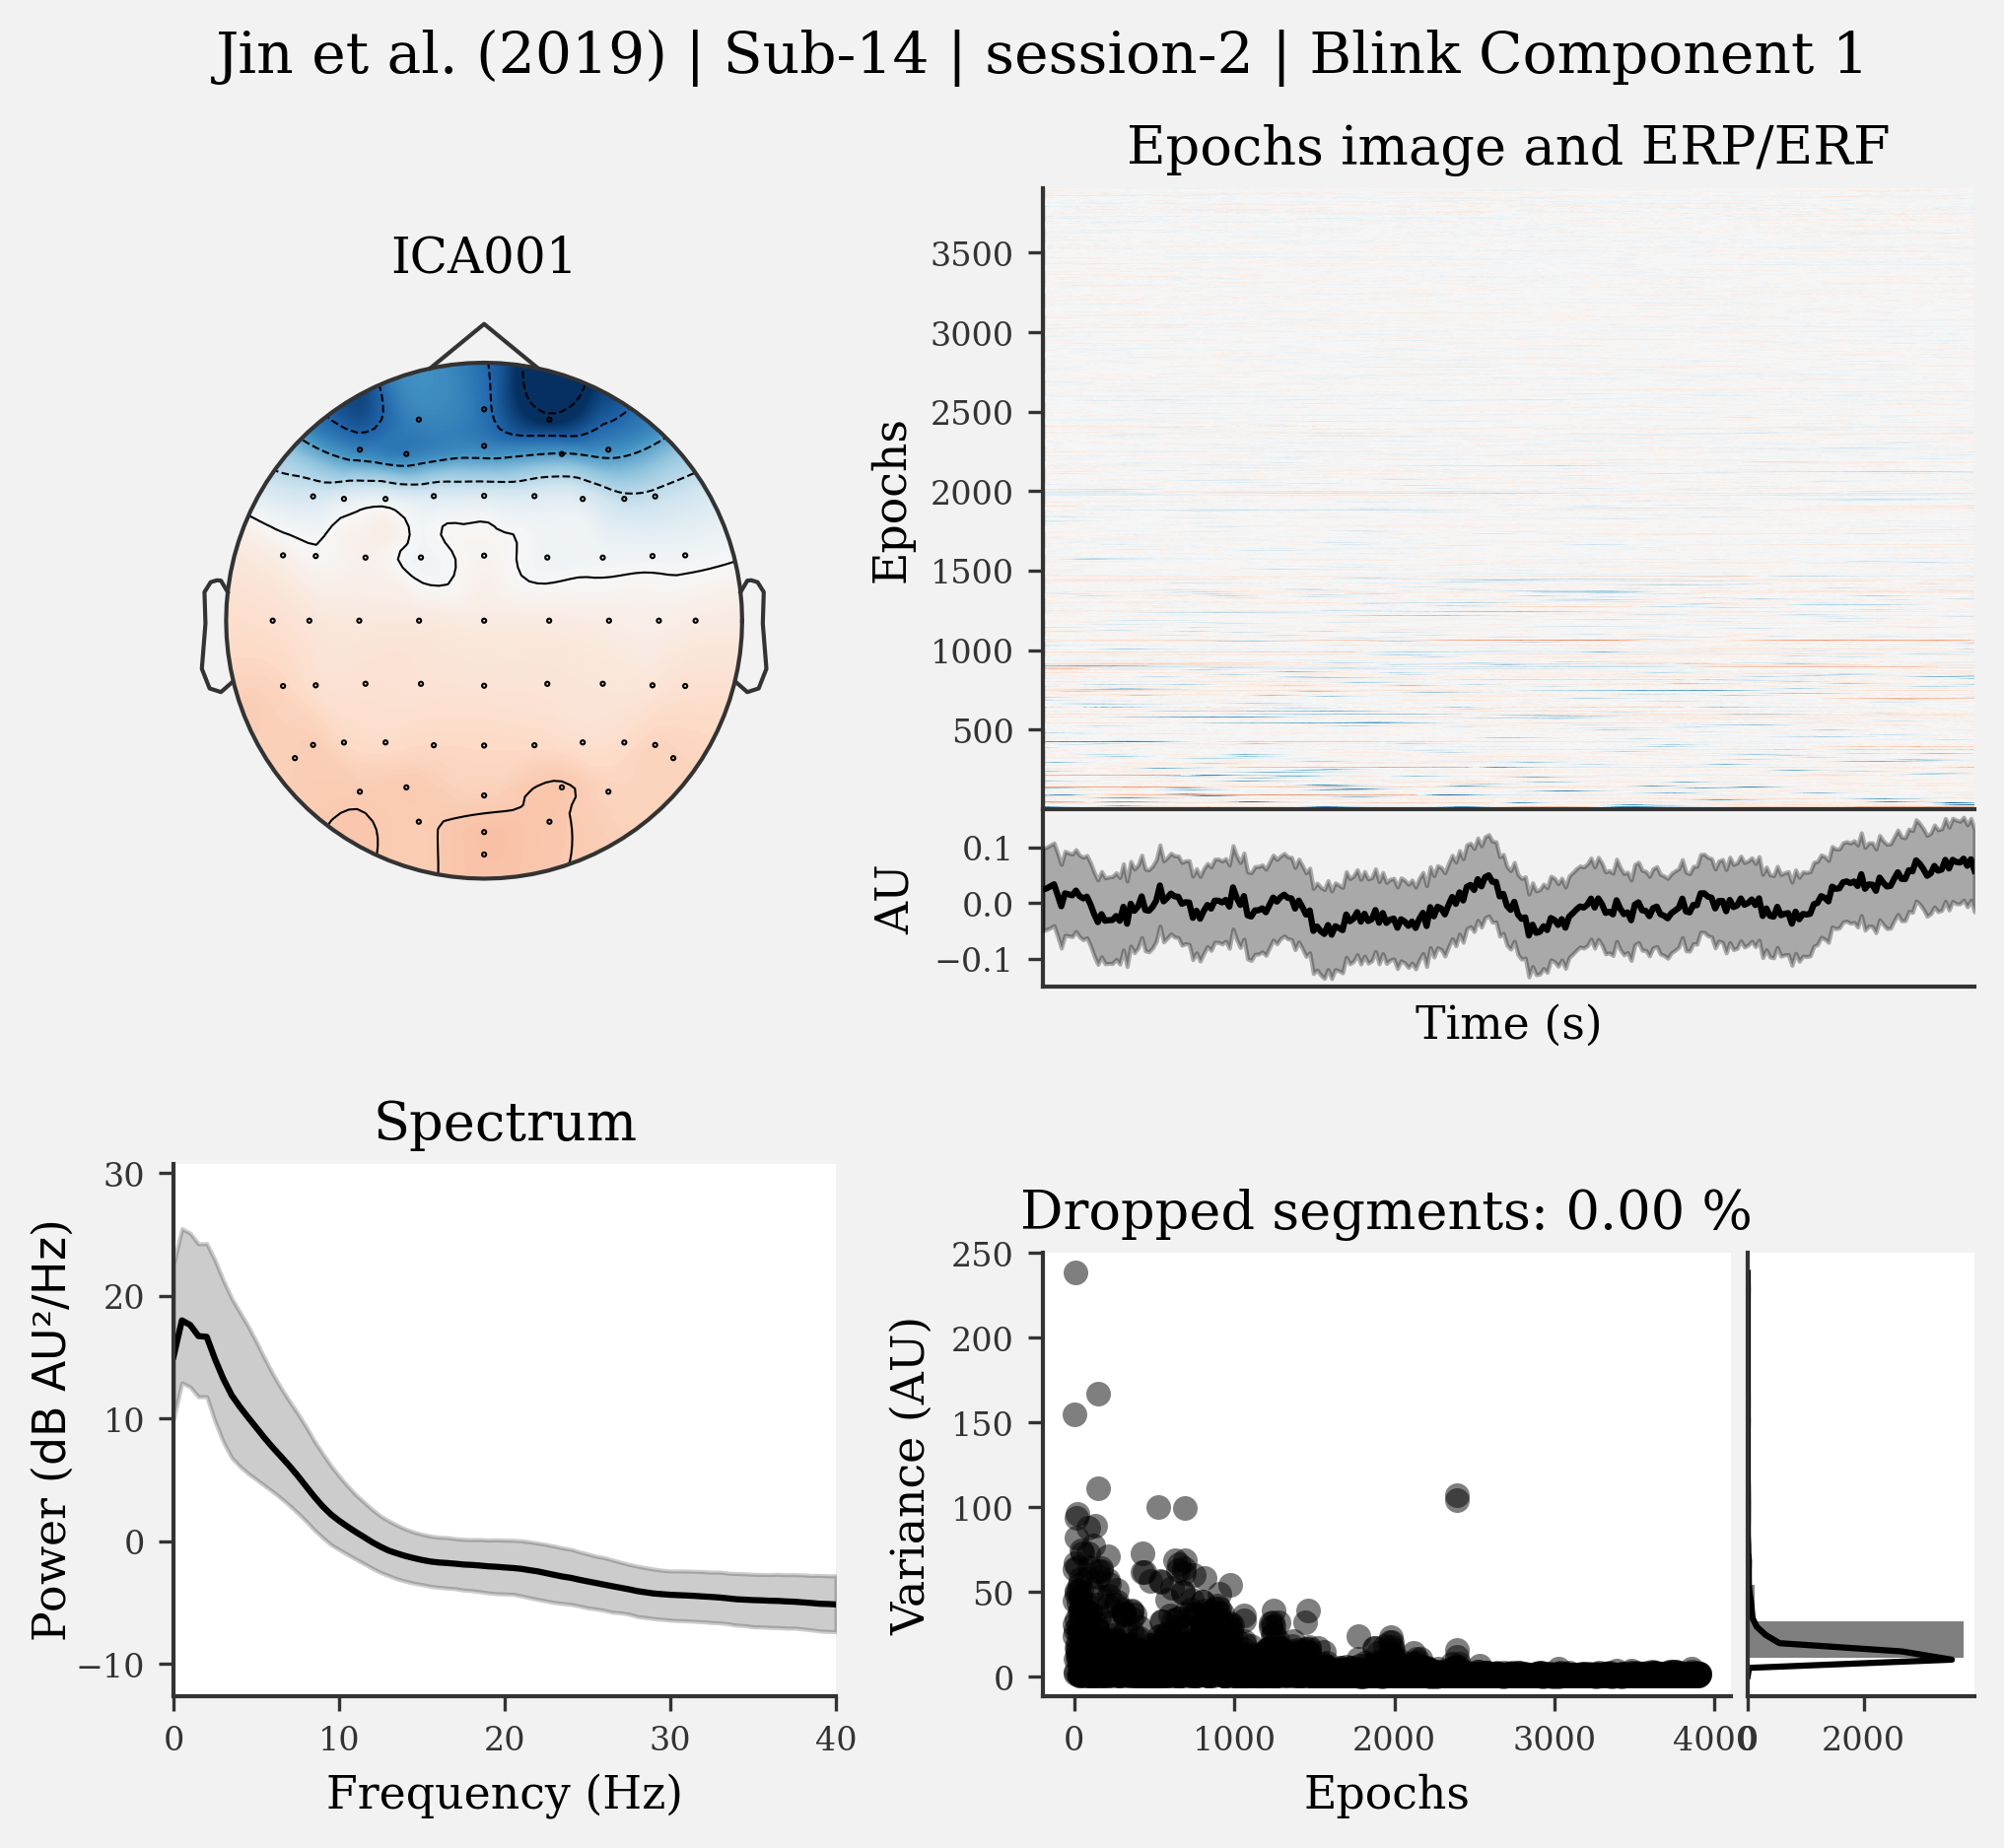 Jin et al. (2019) | Sub-14 | session-2 | Blink Component 1
ICA001
Epochs image and ERP/ERF
Epochs
3500
3000
2500
2000
1500
1000
500
AU
0.1
0.0
−0.1
Time (s)
Spectrum
Power (dB AU²/Hz)
30
20
10
0
−10
0 10 20 30 40
Frequency (Hz)
Dropped segments: 0.00 %
Variance (AU)
250
200
150
100
50
0
0 1000 2000 3000 4000
0 2000
Epochs